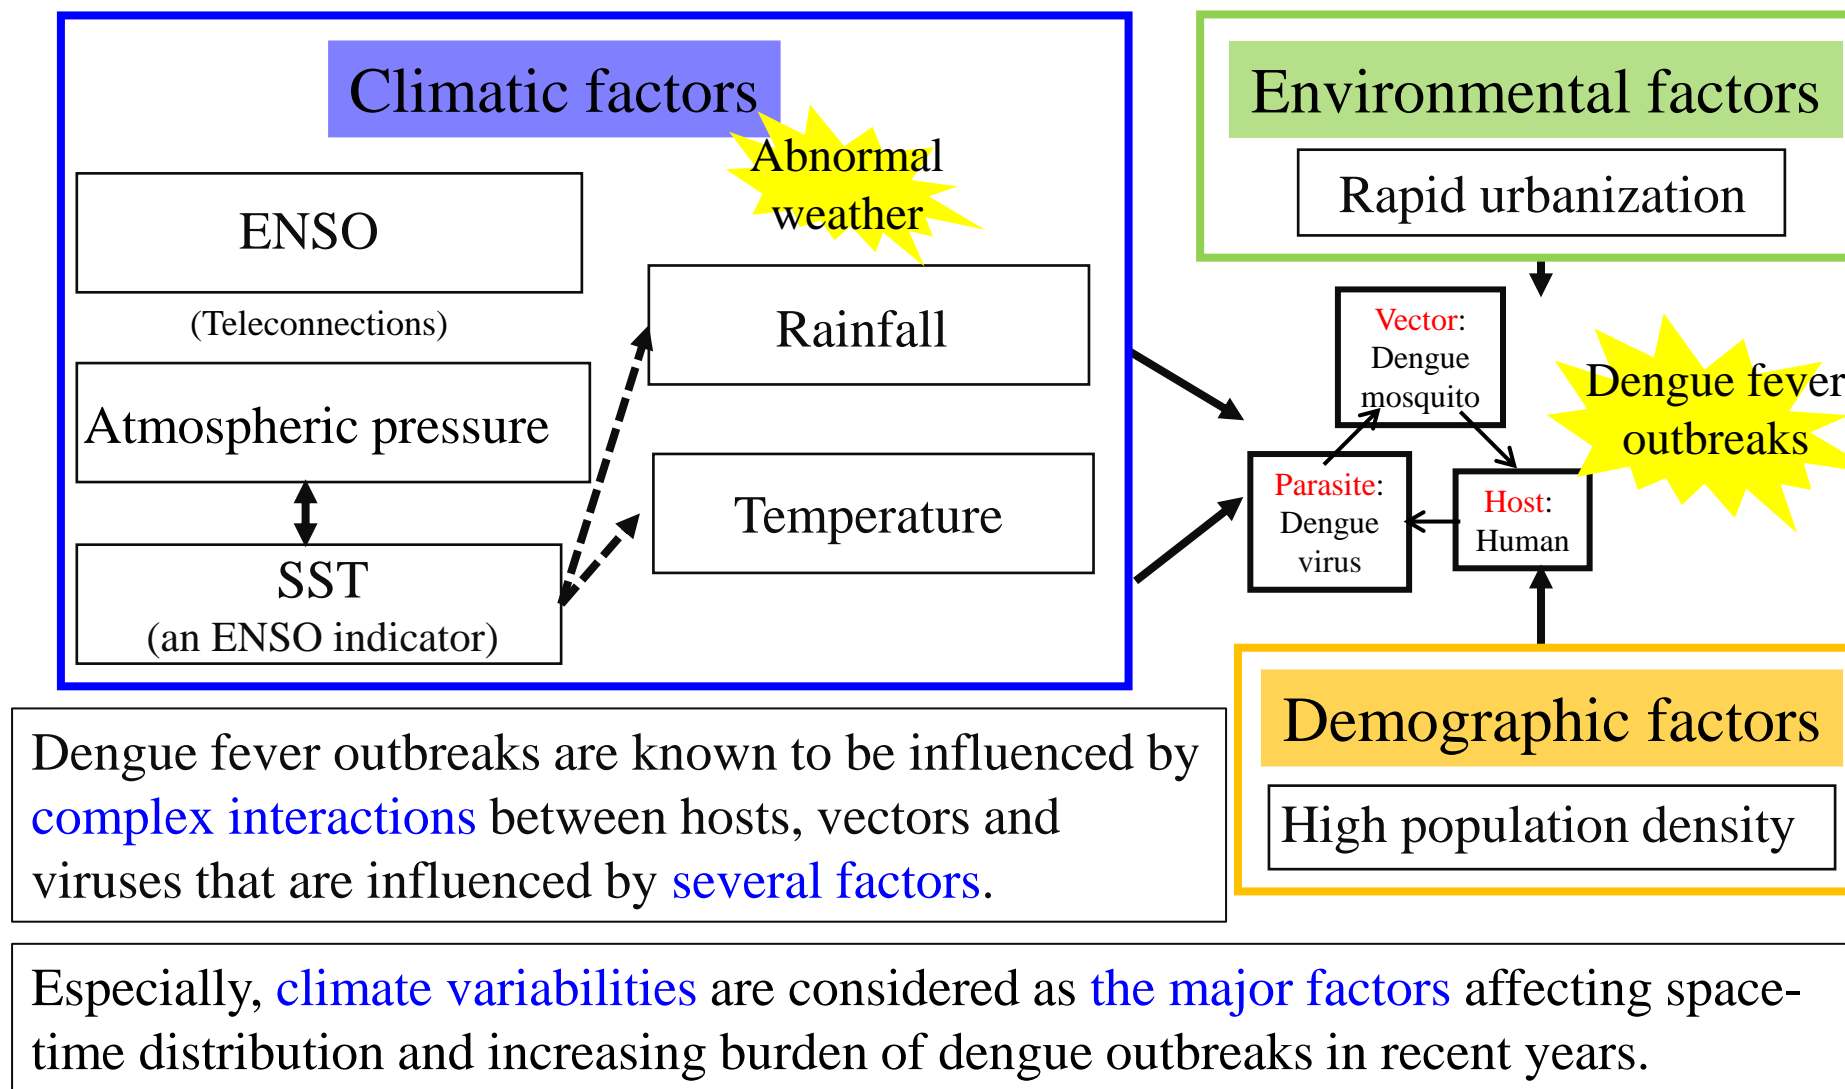 Climatic factors
Abnormal
weather
ENSO
(Teleconnections)
Atmospheric pressure
SST
(an ENSO indicator)
Rainfall
Temperature
Environmental factors
Rapid urbanization
Vector:
Dengue
mosquito
Dengue fever
outbreaks
Parasite:
Dengue
virus
Host:
Human
Demographic factors
High population density
Dengue fever outbreaks are known to be influenced by
complex interactions between hosts, vectors and
viruses that are influenced by several factors.
Especially, climate variabilities are considered as the major factors affecting space-
time distribution and increasing burden of dengue outbreaks in recent years.